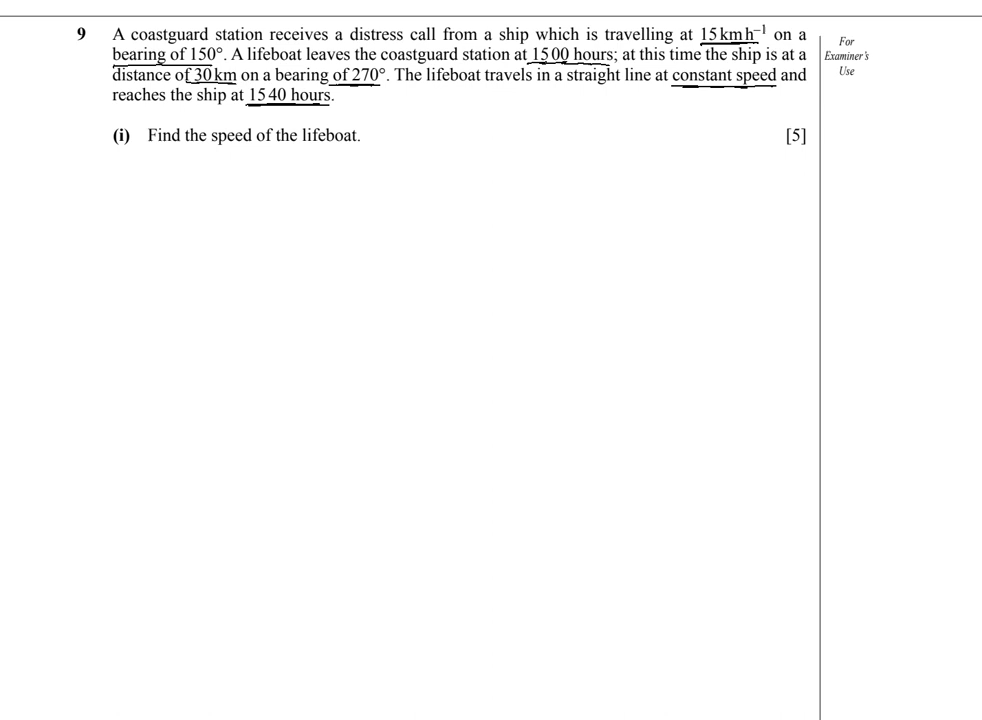 9 A coastguard station receives a distress call from a ship which is travelling at 15 km h⁻¹ on a
bearing of 150°. A lifeboat leaves the coastguard station at 15 00 hours; at this time the ship is at a
distance of 30 km on a bearing of 270°. The lifeboat travels in a straight line at constant speed and
reaches the ship at 15 40 hours.
(i) Find the speed of the lifeboat. [5]
For
Examiner's
Use